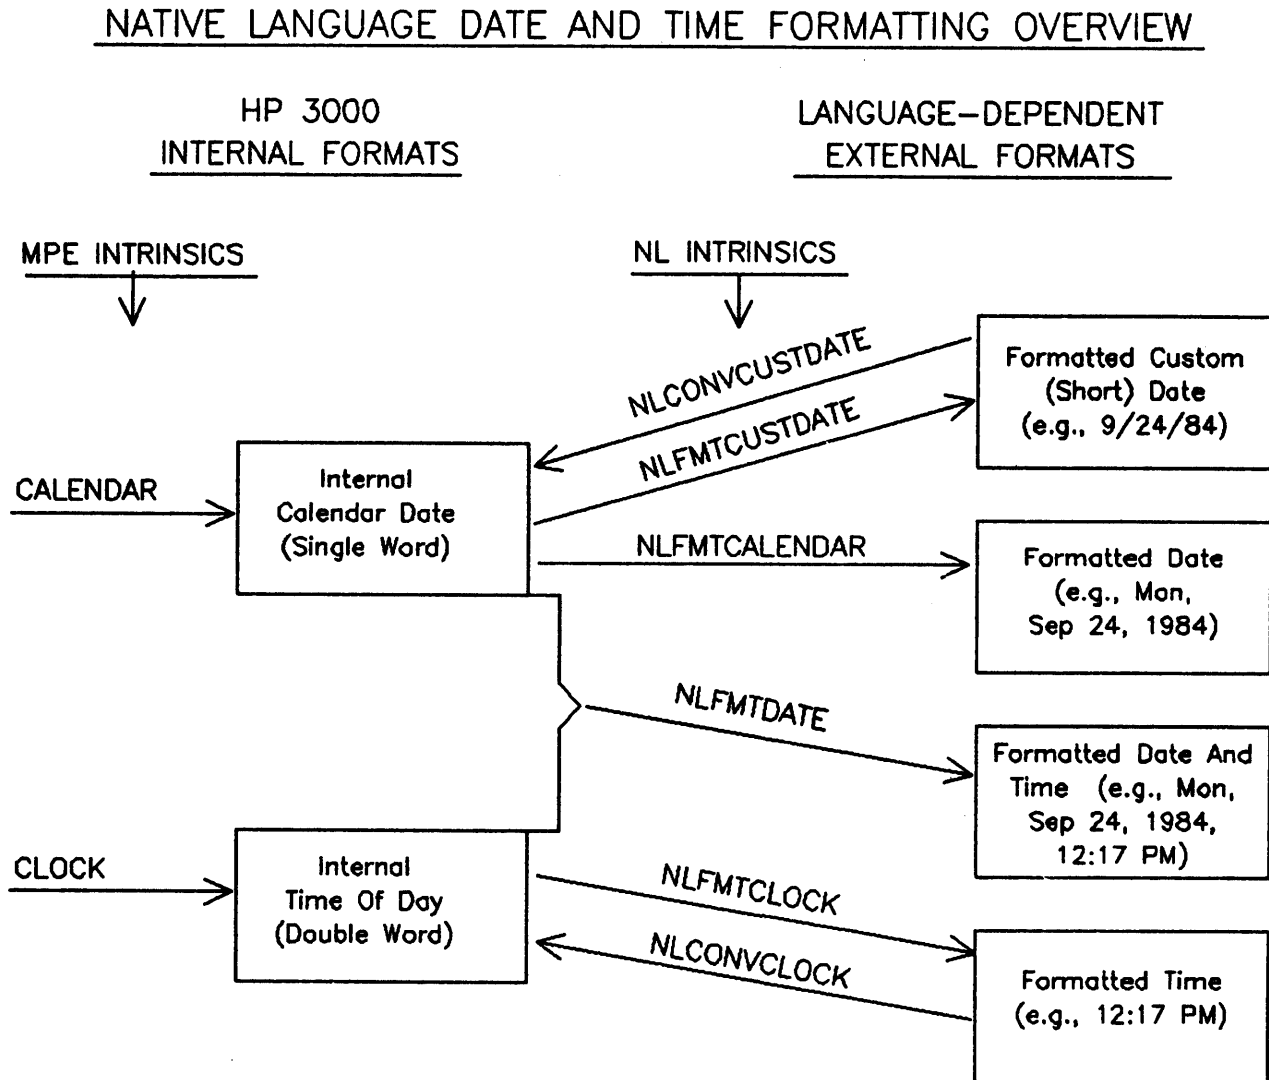 NATIVE LANGUAGE DATE AND TIME FORMATTING OVERVIEW
HP 3000
INTERNAL FORMATS
LANGUAGE-DEPENDENT
EXTERNAL FORMATS
MPE INTRINSICS
NL INTRINSICS
NLCONVCUSTDATE
NLFMTCUSTDATE
Formatted Custom
(Short) Date
(e.g., 9/24/84)
CALENDAR
Internal
Calendar Date
(Single Word)
NLFMTCALENDAR
Formatted Date
(e.g., Mon,
Sep 24, 1984)
NLFMTDATE
Formatted Date And
Time (e.g., Mon,
Sep 24, 1984,
12:17 PM)
CLOCK
Internal
Time Of Day
(Double Word)
NLFMTCLOCK
NLCONVCLOCK
Formatted Time
(e.g., 12:17 PM)